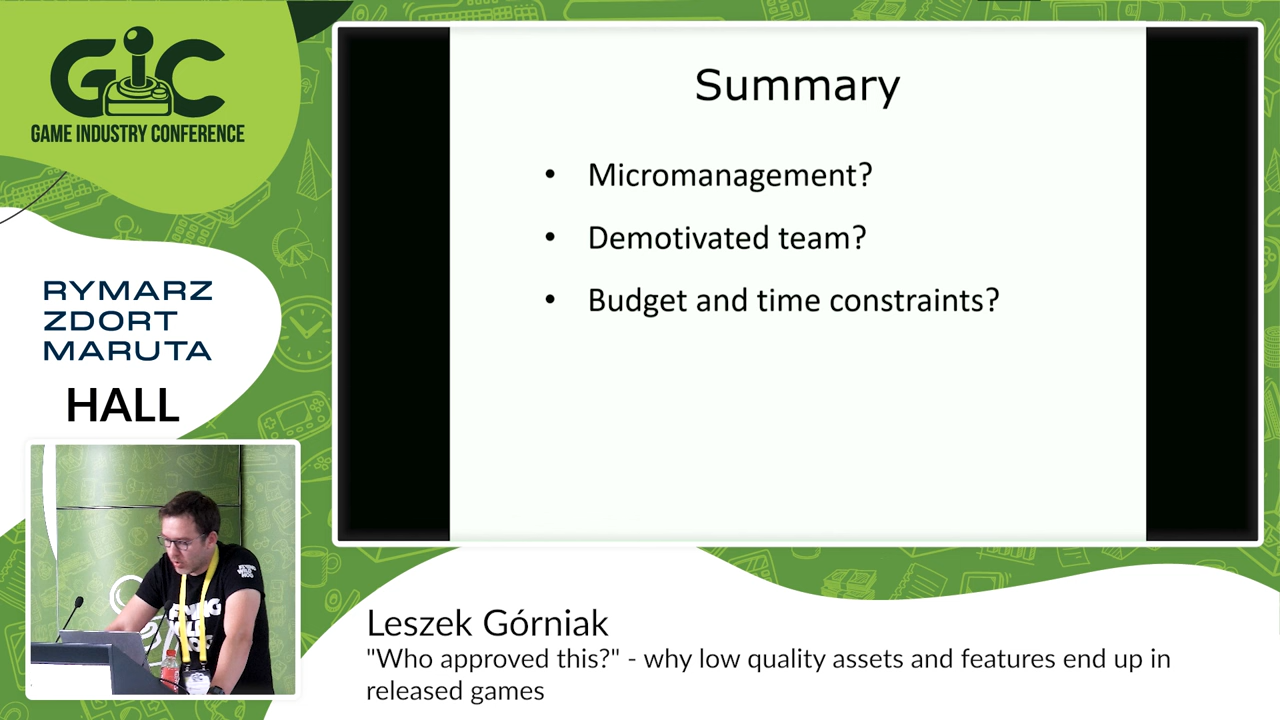 GIC
GAME INDUSTRY CONFERENCE
RYMARZ
ZDORT
MARUTA
HALL
Summary
• Micromanagement?
• Demotivated team?
• Budget and time constraints?
Leszek Górniak
"Who approved this?" - why low quality assets and features end up in
released games